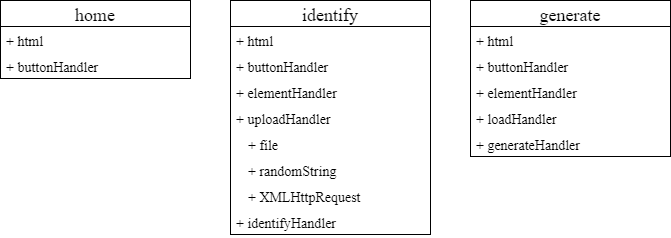 home
+ html
+ buttonHandler
identify
+ html
+ buttonHandler
+ elementHandler
+ uploadHandler
+ file
+ randomString
+ XMLHttpRequest
+ identifyHandler
generate
+ html
+ buttonHandler
+ elementHandler
+ loadHandler
+ generateHandler